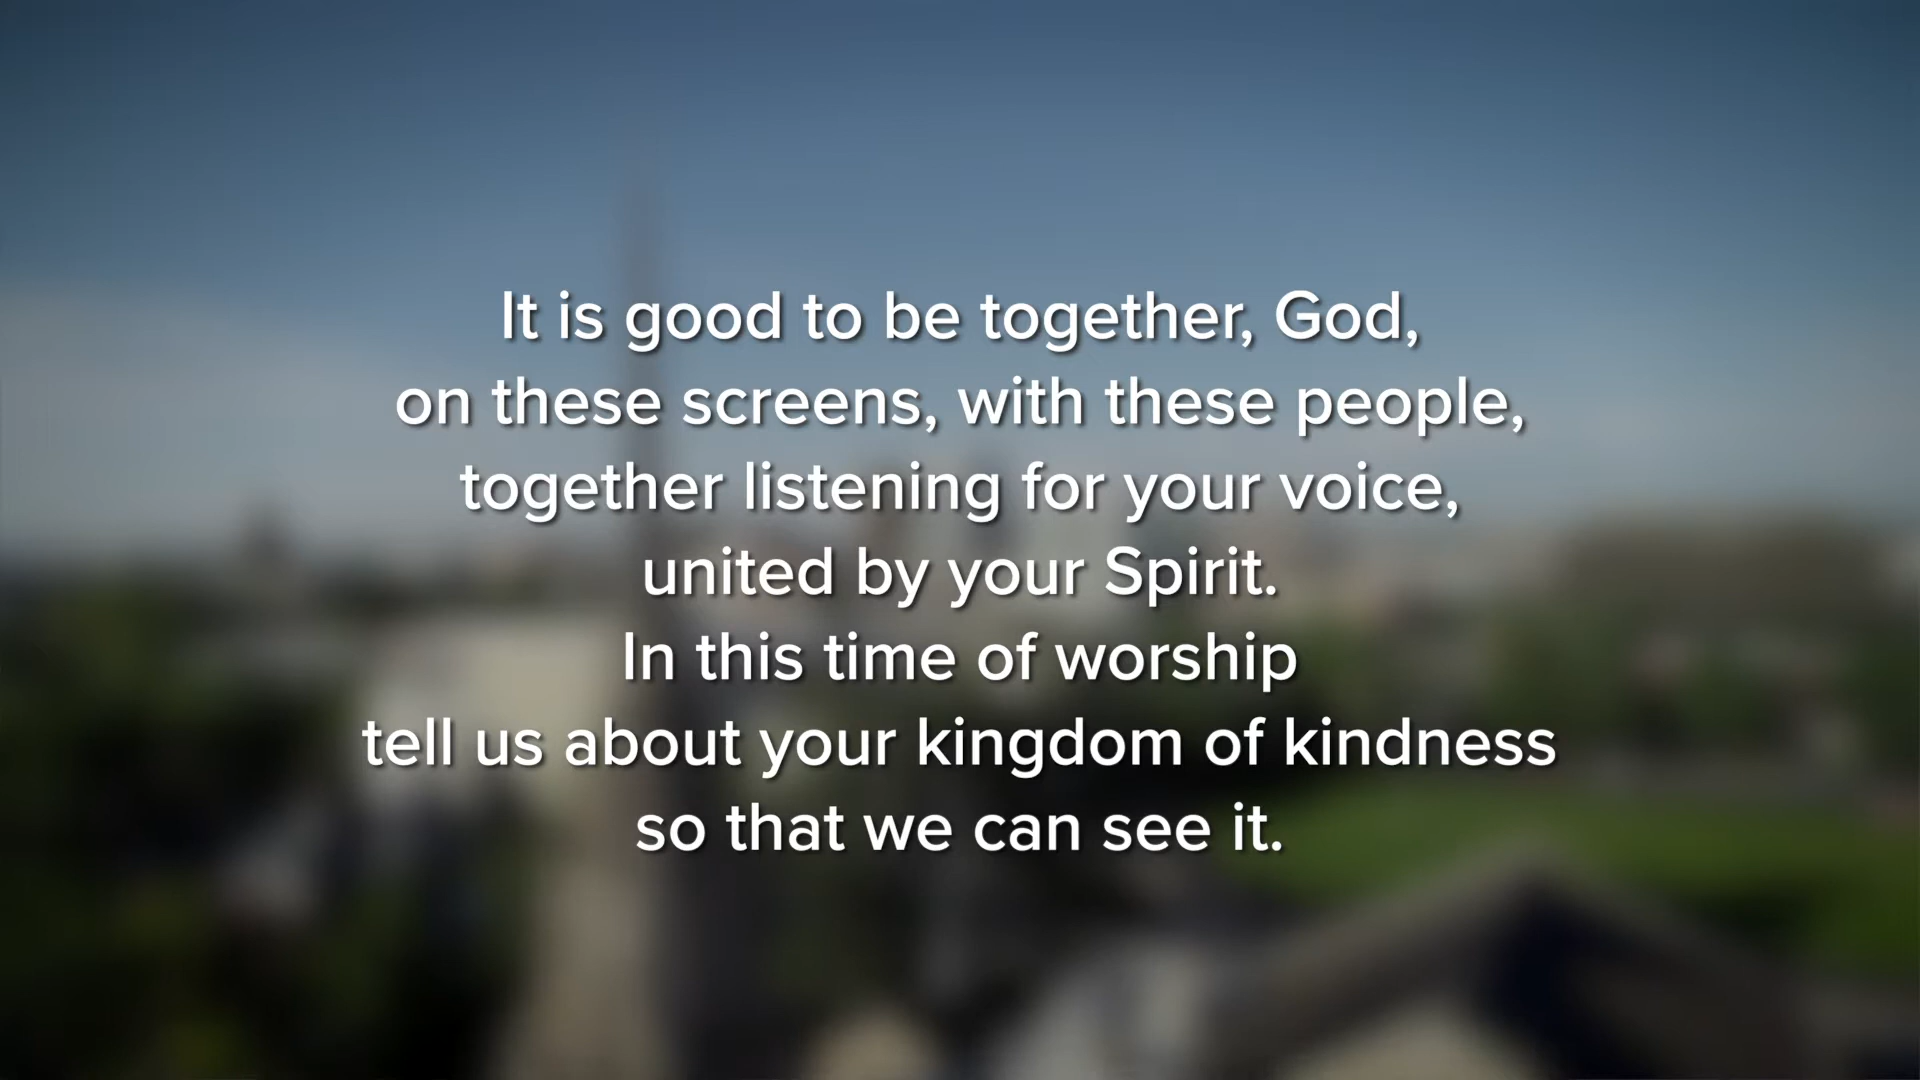 It is good to be together, God,
on these screens, with these people,
together listening for your voice,
united by your Spirit.
In this time of worship
tell us about your kingdom of kindness
so that we can see it.